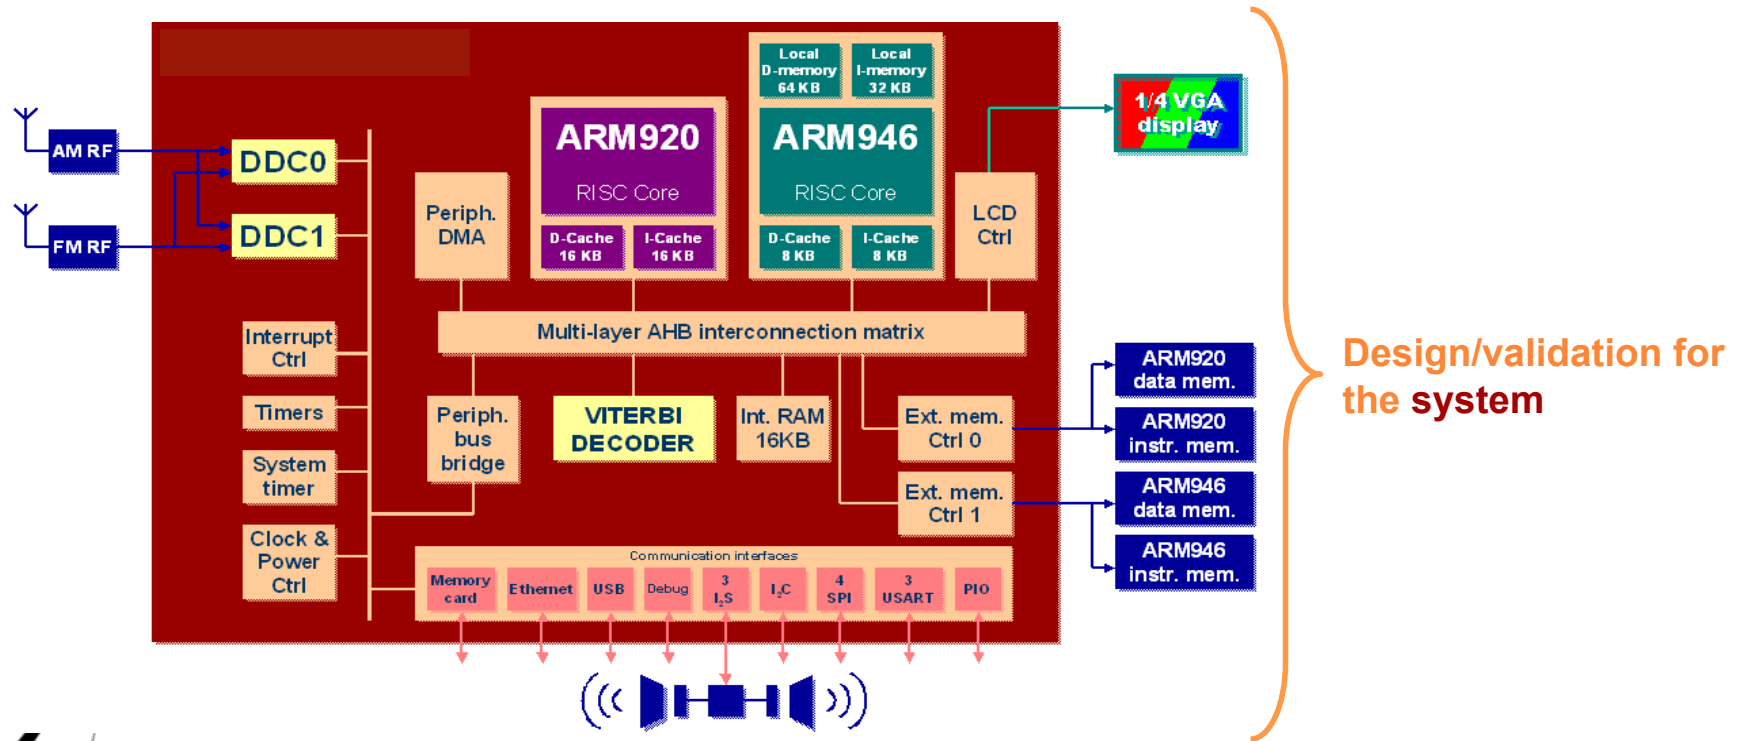 AM RF
FM RF
DDC0
DDC1
Interrupt
Ctrl
Timers
System
timer
Clock &
Power
Ctrl
Periph.
DMA
ARM920
RISC Core
D-Cache
16 KB
I-Cache
16 KB
Local
D-memory
64 KB
Local
I-memory
32 KB
ARM946
RISC Core
D-Cache
8 KB
I-Cache
8 KB
LCD
Ctrl
1/4 VGA
display
Multi-layer AHB interconnection matrix
Periph.
bus
bridge
VITERBI
DECODER
Int. RAM
16KB
Ext. mem.
Ctrl 0
Ext. mem.
Ctrl 1
ARM920
data mem.
ARM920
instr. mem.
ARM946
data mem.
ARM946
instr. mem.
Communication interfaces
Memory
card
Ethernet
USB
Debug
3
I₂S
I₂C
4
SPI
3
USART
PIO
Design/validation for
the system